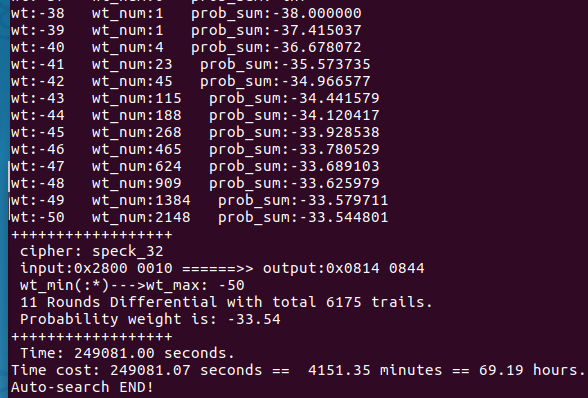 wt:-38 wt_num:1 prob_sum:-38.000000
wt:-39 wt_num:1 prob_sum:-37.415037
wt:-40 wt_num:4 prob_sum:-36.678072
wt:-41 wt_num:23 prob_sum:-35.573735
wt:-42 wt_num:45 prob_sum:-34.966577
wt:-43 wt_num:115 prob_sum:-34.441579
wt:-44 wt_num:188 prob_sum:-34.120417
wt:-45 wt_num:268 prob_sum:-33.928538
wt:-46 wt_num:465 prob_sum:-33.780529
wt:-47 wt_num:624 prob_sum:-33.689103
wt:-48 wt_num:909 prob_sum:-33.625979
wt:-49 wt_num:1384 prob_sum:-33.579711
wt:-50 wt_num:2148 prob_sum:-33.544801
++++++++++++++++++
cipher: speck_32
input:0x2800 0010 ======>> output:0x0814 0844
wt_min(:*)--->wt_max: -50
11 Rounds Differential with total 6175 trails.
Probability weight is: -33.54
++++++++++++++++++
Time: 249081.00 seconds.
Time cost: 249081.07 seconds == 4151.35 minutes == 69.19 hours.
Auto-search END!